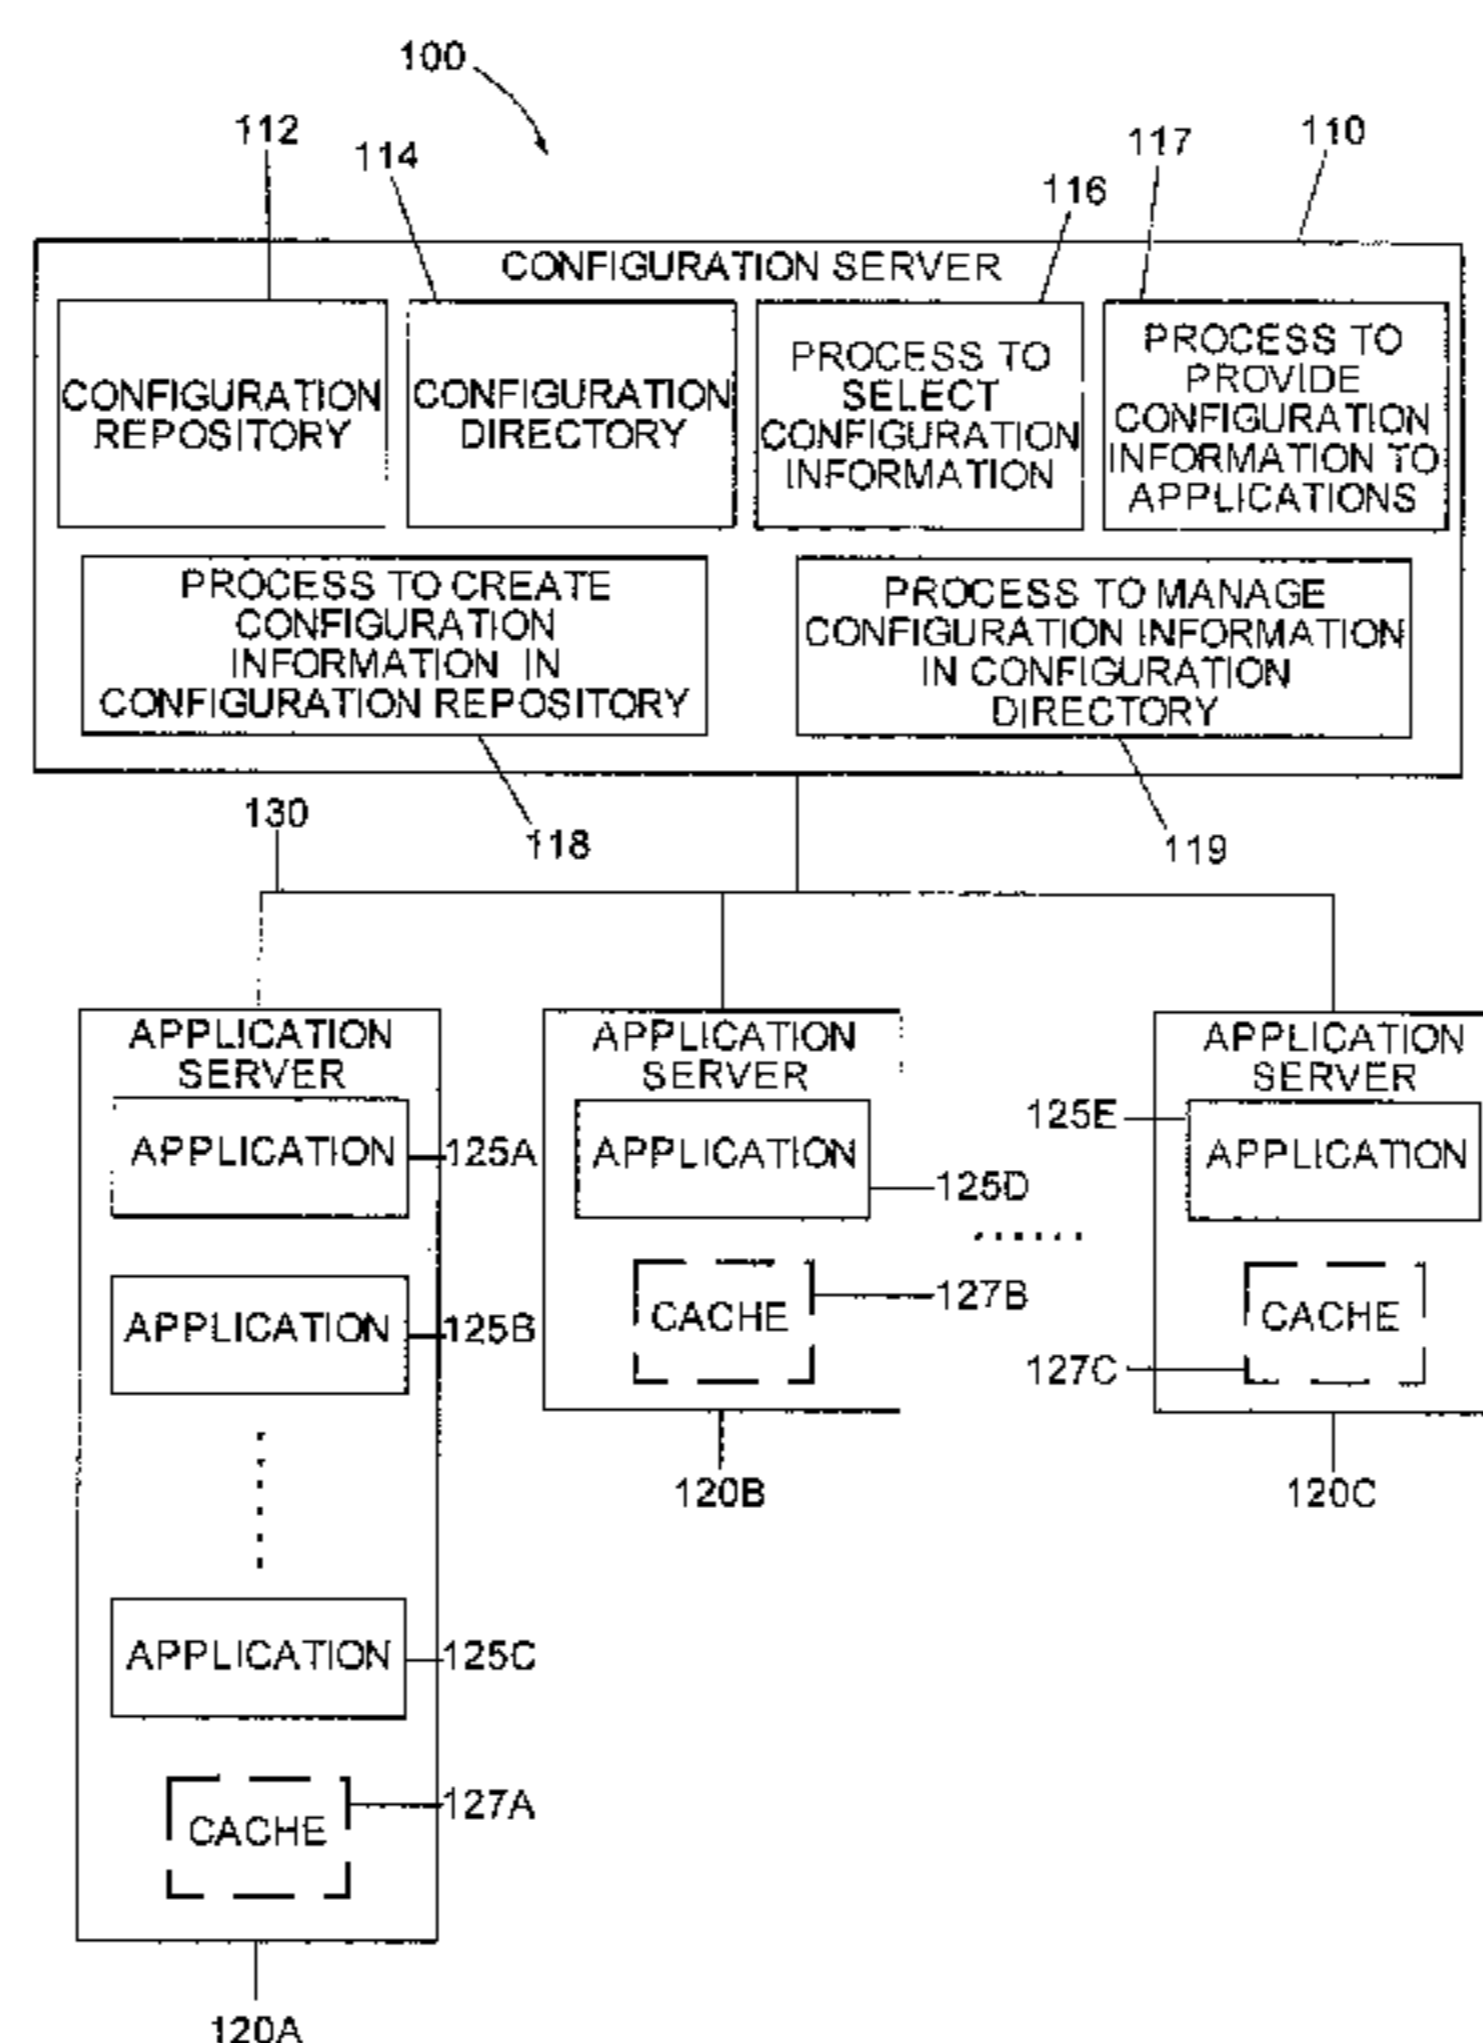 100
112
114
116
117
110
CONFIGURATION SERVER
CONFIGURATION
REPOSITORY
CONFIGURATION
DIRECTORY
PROCESS TO
SELECT
CONFIGURATION
INFORMATION
PROCESS TO
PROVIDE
CONFIGURATION
INFORMATION TO
APPLICATIONS
PROCESS TO CREATE
CONFIGURATION
INFORMATION IN
CONFIGURATION REPOSITORY
PROCESS TO MANAGE
CONFIGURATION INFORMATION
IN CONFIGURATION
DIRECTORY
130
118
119
APPLICATION
SERVER
APPLICATION
125A
APPLICATION
125B
APPLICATION
125C
CACHE
127A
120A
APPLICATION
SERVER
APPLICATION
125D
CACHE
127B
120B
......
APPLICATION
SERVER
125E
APPLICATION
CACHE
127C
120C